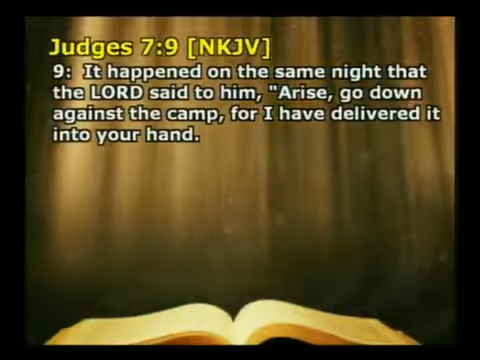 Judges 7:9 [NKJV]
9:  It happened on the same night that
the LORD said to him, "Arise, go down
against the camp, for I have delivered it
into your hand.